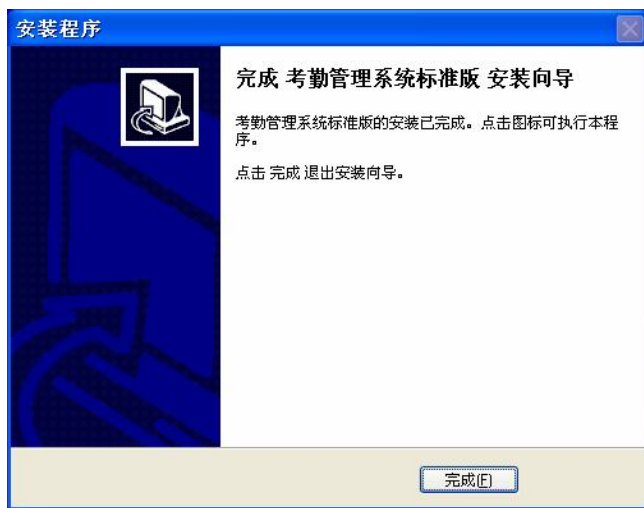 安装程序
完成 考勤管理系统标准版 安装向导
考勤管理系统标准版的安装已完成。点击图标可执行本程
序。
点击 完成 退出安装向导。
完成(F)